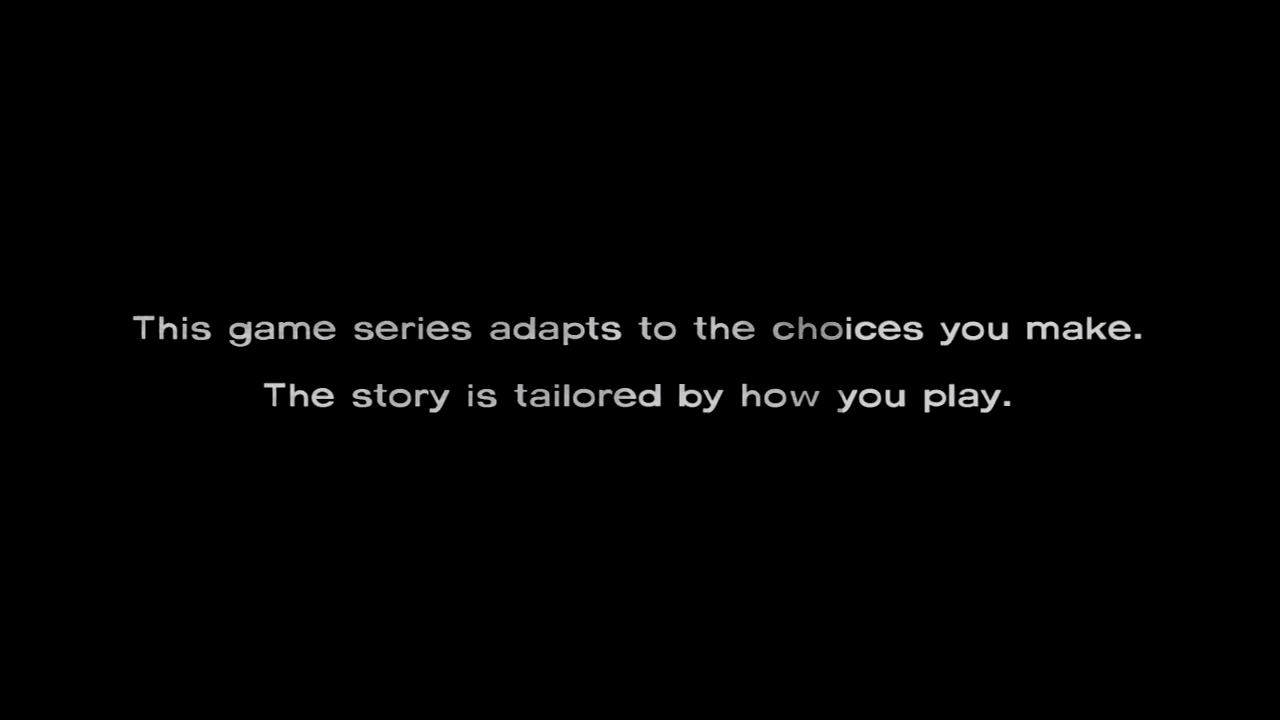 This game series adapts to the choices you make.
The story is tailored by how you play.